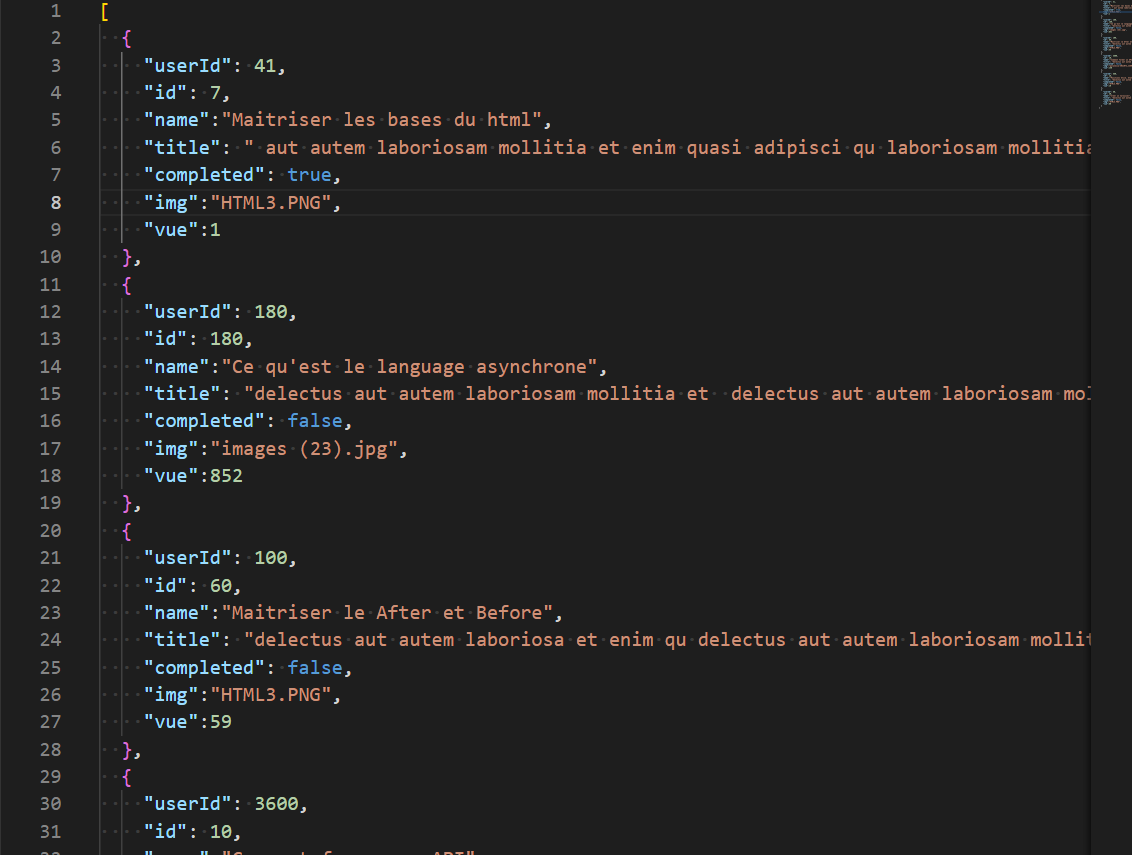 1 [
2 {
3 "userId": 41,
4 "id": 7,
5 "name":"Maitriser les bases du html",
6 "title": " aut autem laboriosam mollitia et enim quasi adipisci qu laboriosam mollitia
7 "completed": true,
8 "img":"HTML3.PNG",
9 "vue":1
10 },
11 {
12 "userId": 180,
13 "id": 180,
14 "name":"Ce qu'est le language asynchrone",
15 "title": "delectus aut autem laboriosam mollitia et  delectus aut autem laboriosam mol
16 "completed": false,
17 "img":"images (23).jpg",
18 "vue":852
19 },
20 {
21 "userId": 100,
22 "id": 60,
23 "name":"Maitriser le After et Before",
24 "title": "delectus aut autem laboriosa et enim qu delectus aut autem laboriosam mollit
25 "completed": false,
26 "img":"HTML3.PNG",
27 "vue":59
28 },
29 {
30 "userId": 3600,
31 "id": 10,